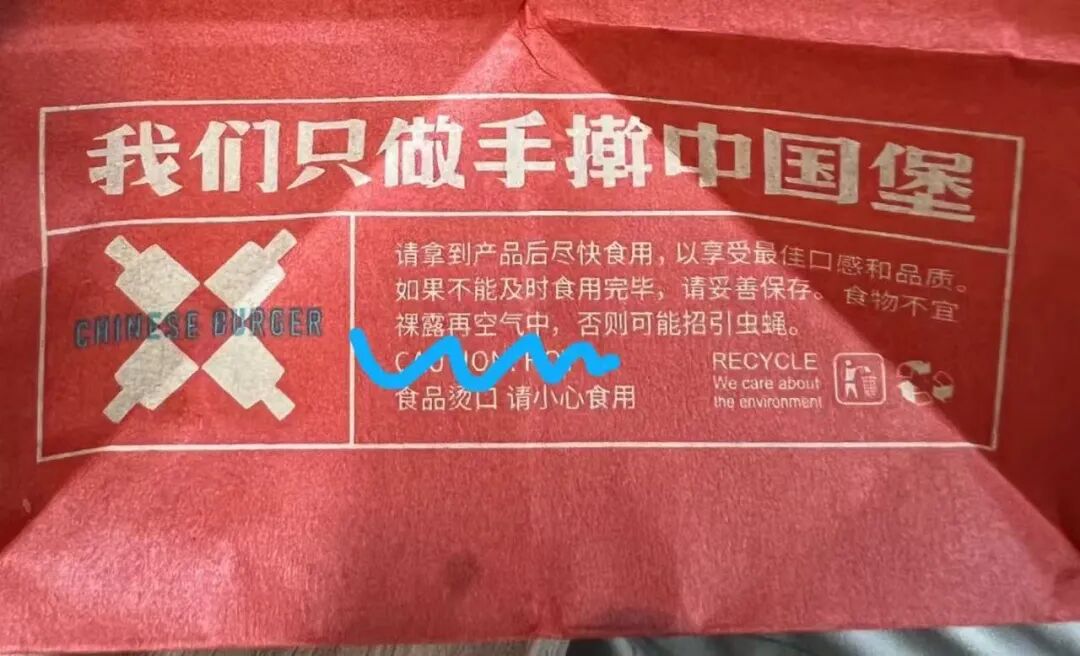 我们只做手擀中国堡
CHINESE BURGER
请拿到产品后尽快食用，以享受最佳口感和品质。
如果不能及时食用完毕，请妥善保存。食物不宜
裸露再空气中，否则可能招引虫蝇。
食品烫口 请小心食用
RECYCLE
We care about
the environment